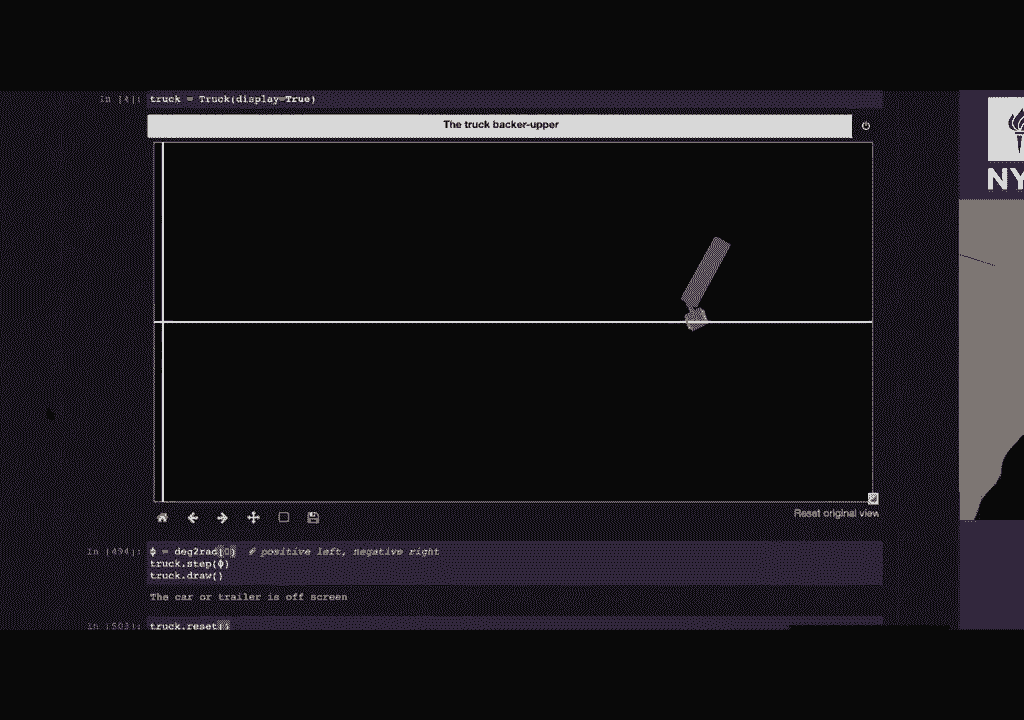 In [4]: truck = Truck(display=True)
The truck backer-upper
NY
Reset original view
In [494]: ϕ = deg2rad(0) # positive left, negative right
truck.step(ϕ)
truck.draw()
The car or trailer is off screen
In [503]: truck.reset()